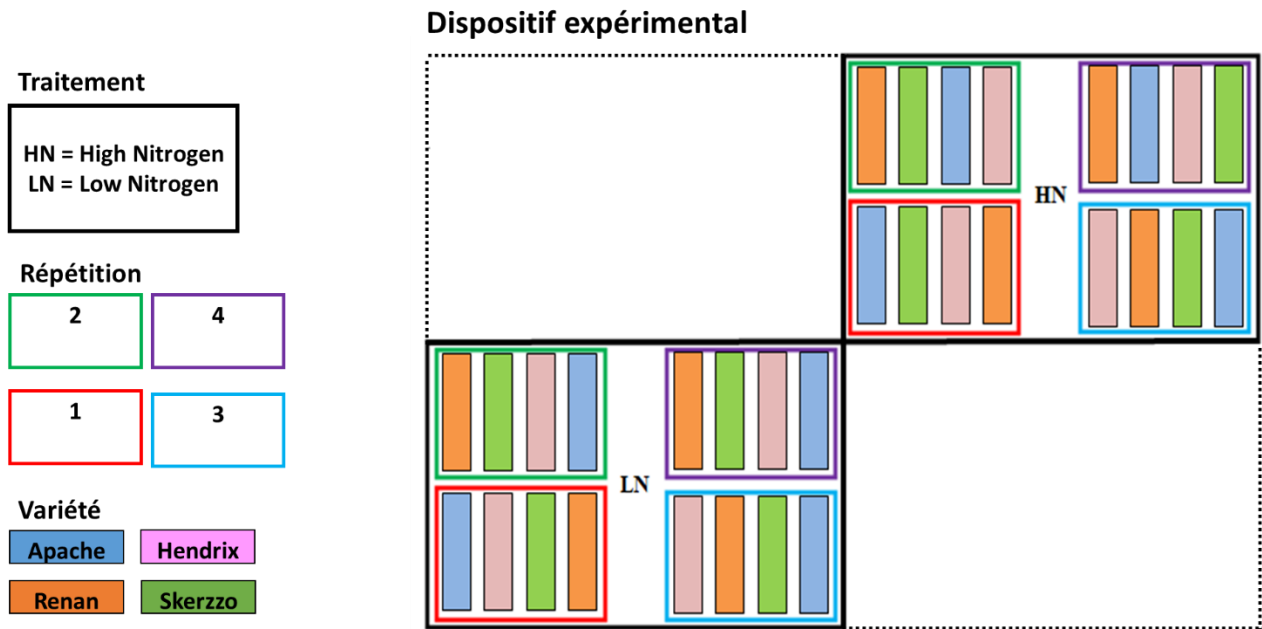 Dispositif expérimental
Traitement
HN = High Nitrogen
LN = Low Nitrogen
Répétition
2
4
1
3
Variété
Apache
Hendrix
Renan
Skerzzo
HN
LN